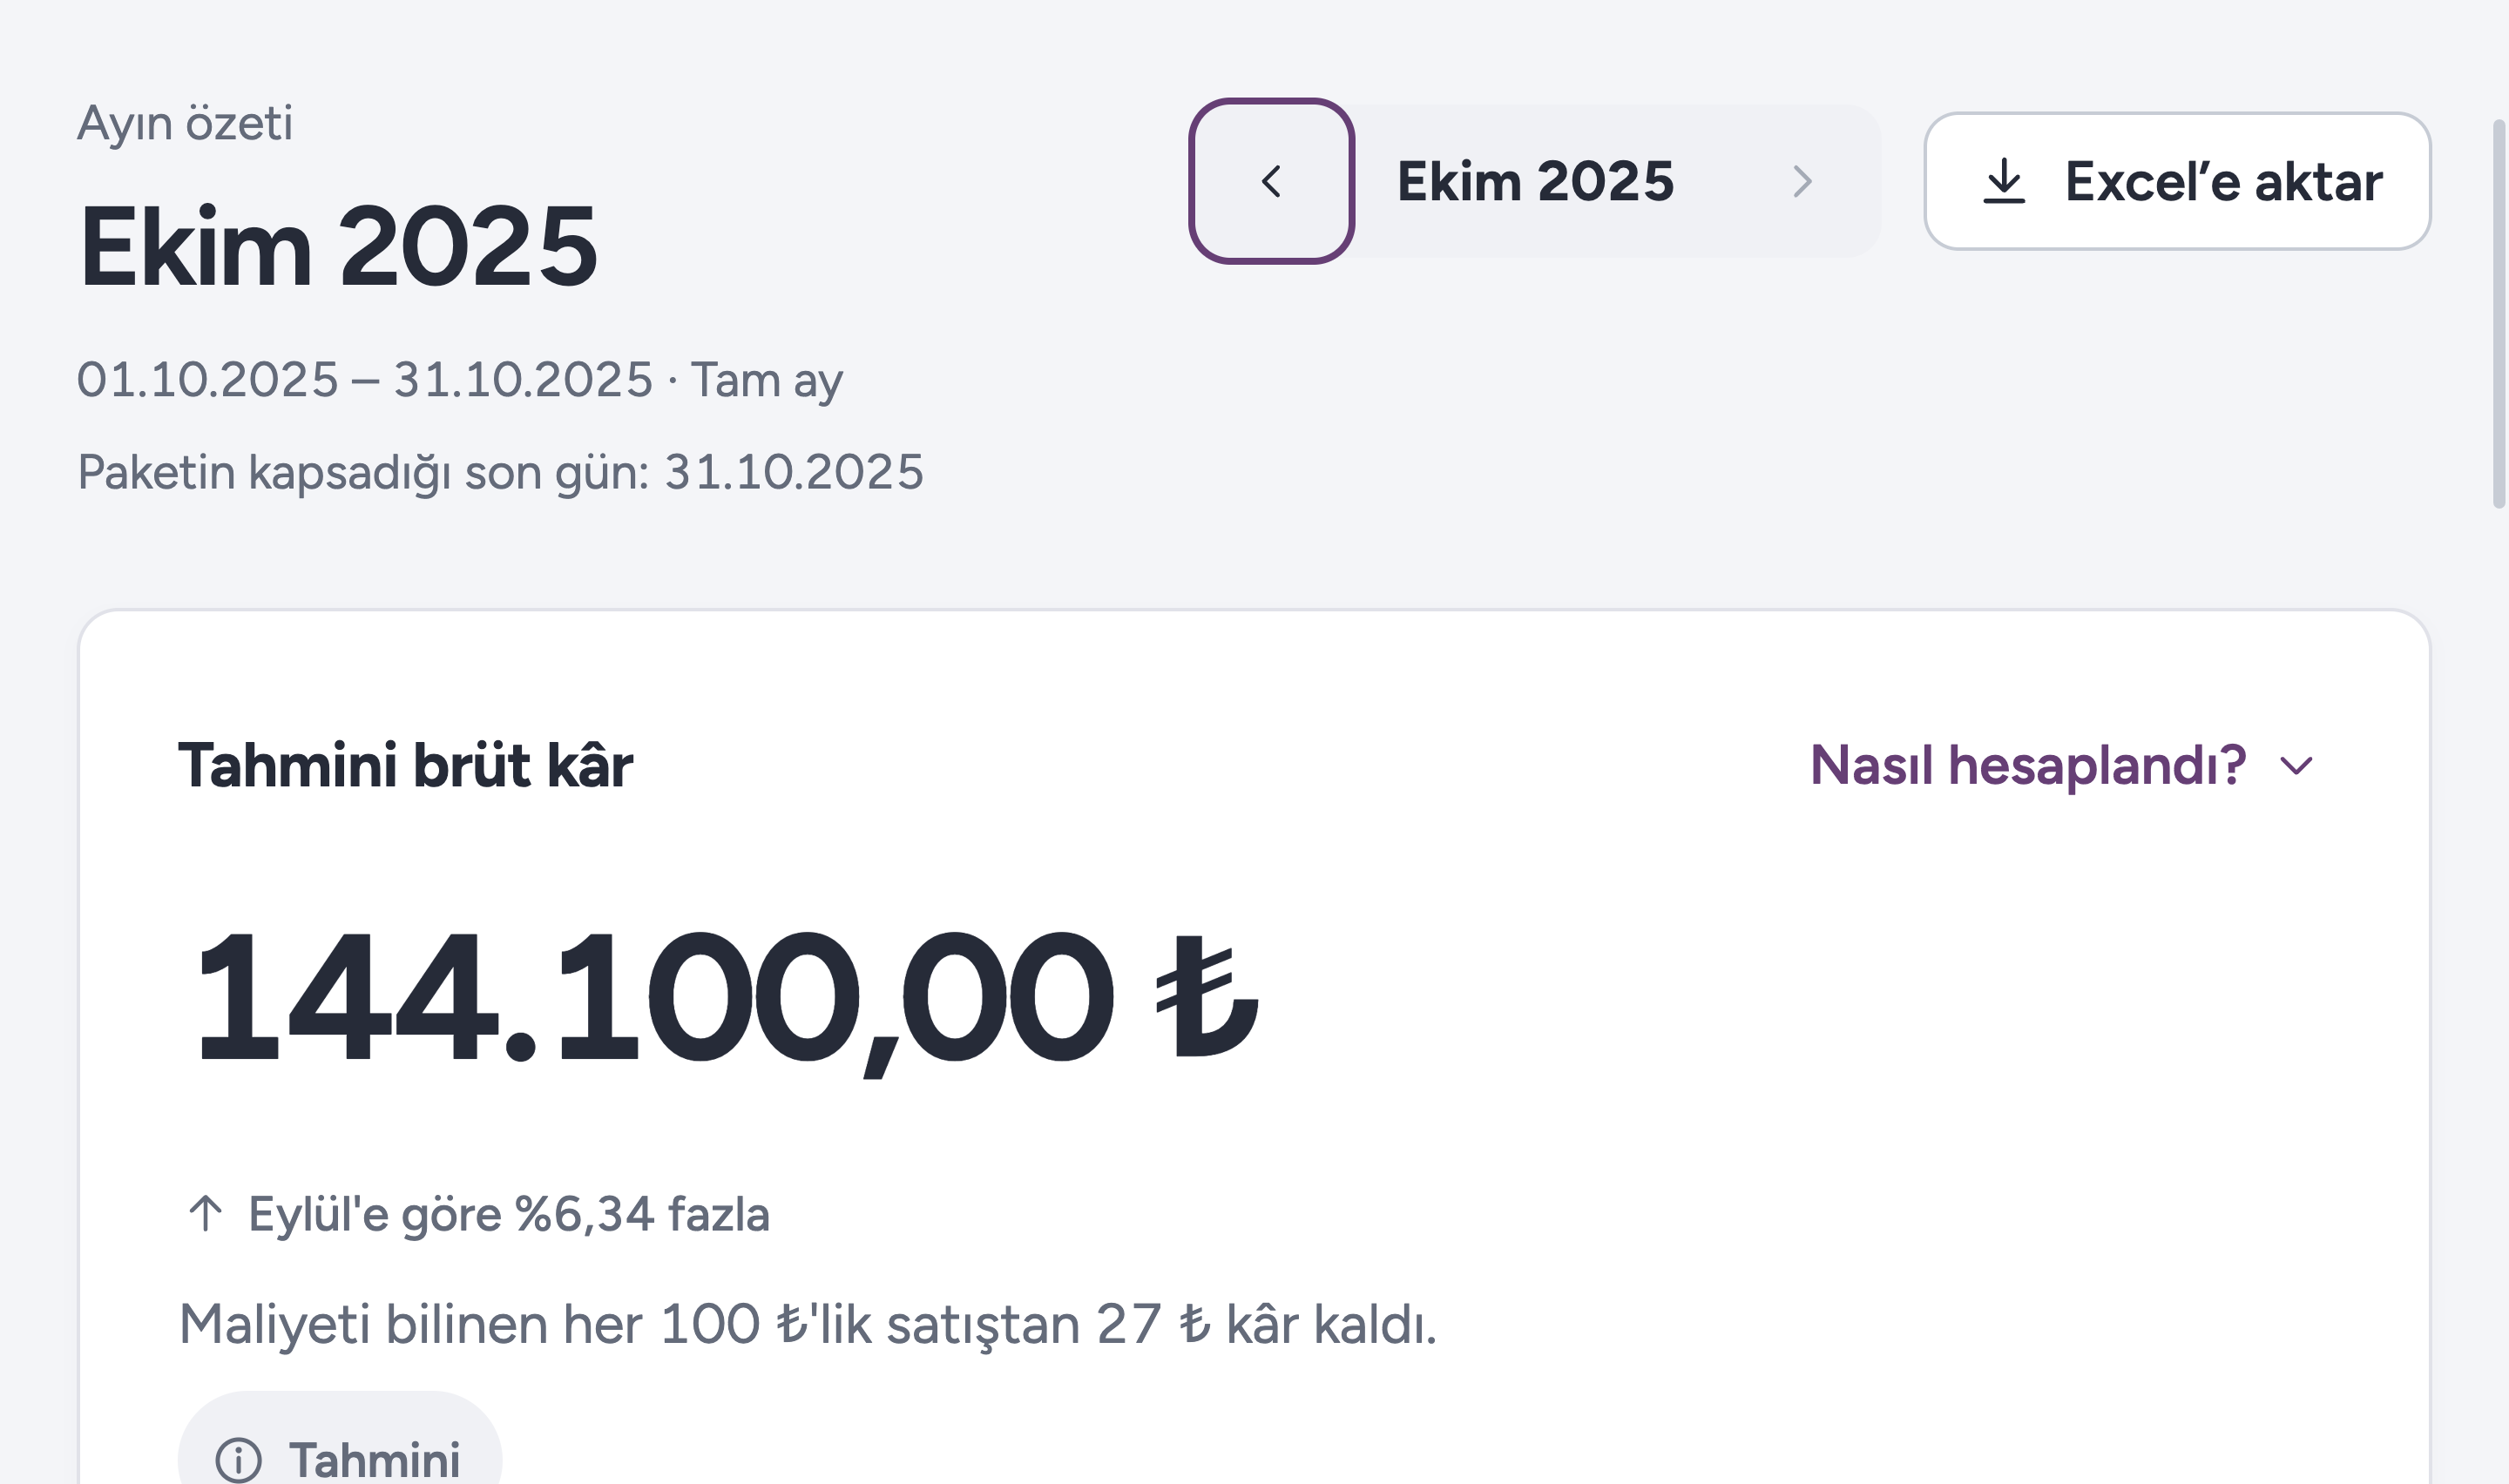 Ayın özeti
Ekim 2025
Ekim 2025
Excel’e aktar
01.10.2025 – 31.10.2025 · Tam ay
Paketin kapsadığı son gün: 31.10.2025
Tahmini brüt kâr
Nasıl hesaplandı?
144.100,00 ₺
Eylül'e göre %6,34 fazla
Maliyeti bilinen her 100 ₺'lik satıştan 27 ₺ kâr kaldı.
Tahmini